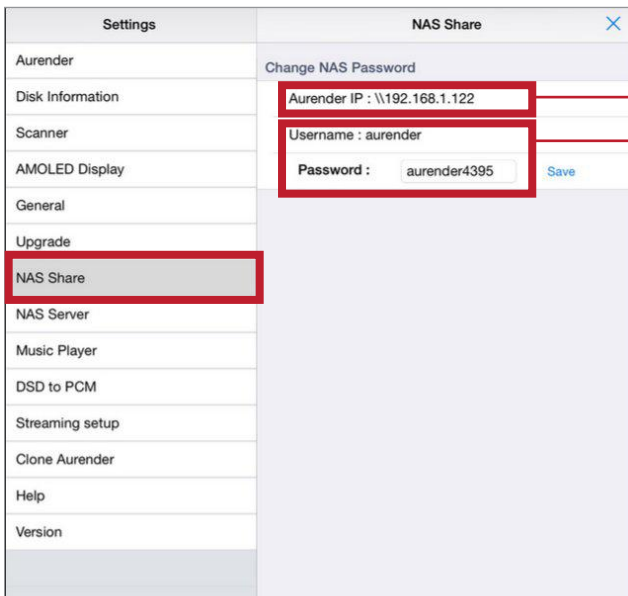 Settings
Aurender
Disk Information
Scanner
AMOLED Display
General
Upgrade
NAS Share
NAS Server
Music Player
DSD to PCM
Streaming setup
Clone Aurender
Help
Version
NAS Share
Change NAS Password
Aurender IP : \\192.168.1.122
Username : aurender
Password : aurender4395 Save